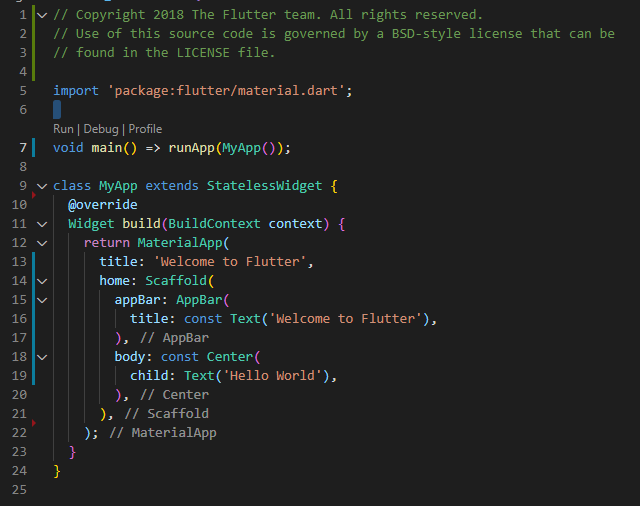 1 // Copyright 2018 The Flutter team. All rights reserved.
2 // Use of this source code is governed by a BSD-style license that can be
3 // found in the LICENSE file.
4
5 import 'package:flutter/material.dart';
6
Run | Debug | Profile
7 void main() => runApp(MyApp());
8
9 class MyApp extends StatelessWidget {
10   @override
11   Widget build(BuildContext context) {
12     return MaterialApp(
13       title: 'Welcome to Flutter',
14       home: Scaffold(
15         appBar: AppBar(
16           title: const Text('Welcome to Flutter'),
17         ), // AppBar
18         body: const Center(
19           child: Text('Hello World'),
20         ), // Center
21       ), // Scaffold
22     ); // MaterialApp
23   }
24 }
25